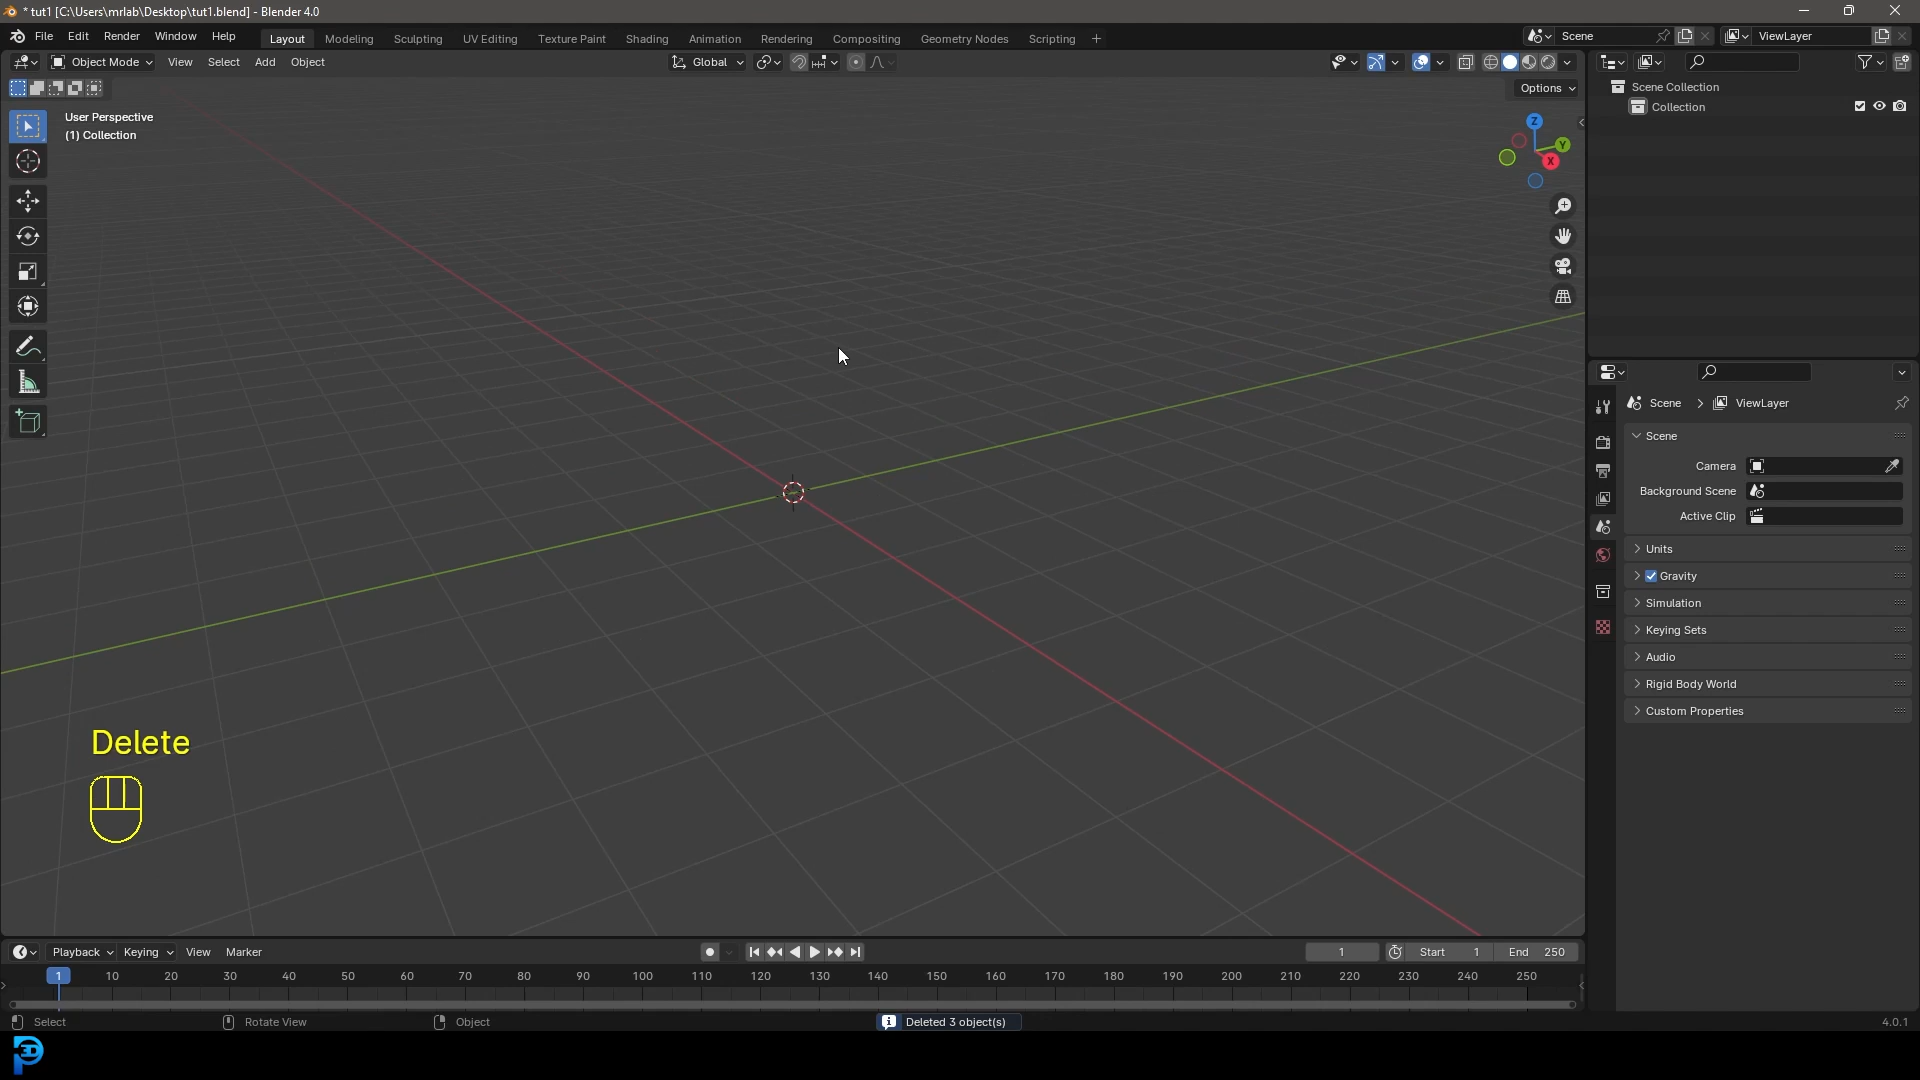 * tut1 [C:\Users\mrlab\Desktop\tut1.blend] - Blender 4.0
File Edit Render Window Help Layout Modeling Sculpting UV Editing Texture Paint Shading Animation Rendering Compositing Geometry Nodes Scripting + Scene ViewLayer
Object Mode View Select Add Object Global
Options
User Perspective
(1) Collection
Z
Y
X
Scene Collection
Collection
Scene > ViewLayer
Scene
Camera
Background Scene
Active Clip
Units
Gravity
Simulation
Keying Sets
Audio
Rigid Body World
Custom Properties
Delete
Playback Keying View Marker 1 Start 1 End 250
1 10 20 30 40 50 60 70 80 90 100 110 120 130 140 150 160 170 180 190 200 210 220 230 240 250
Select Rotate View Object Deleted 3 object(s) 4.0.1
P3D